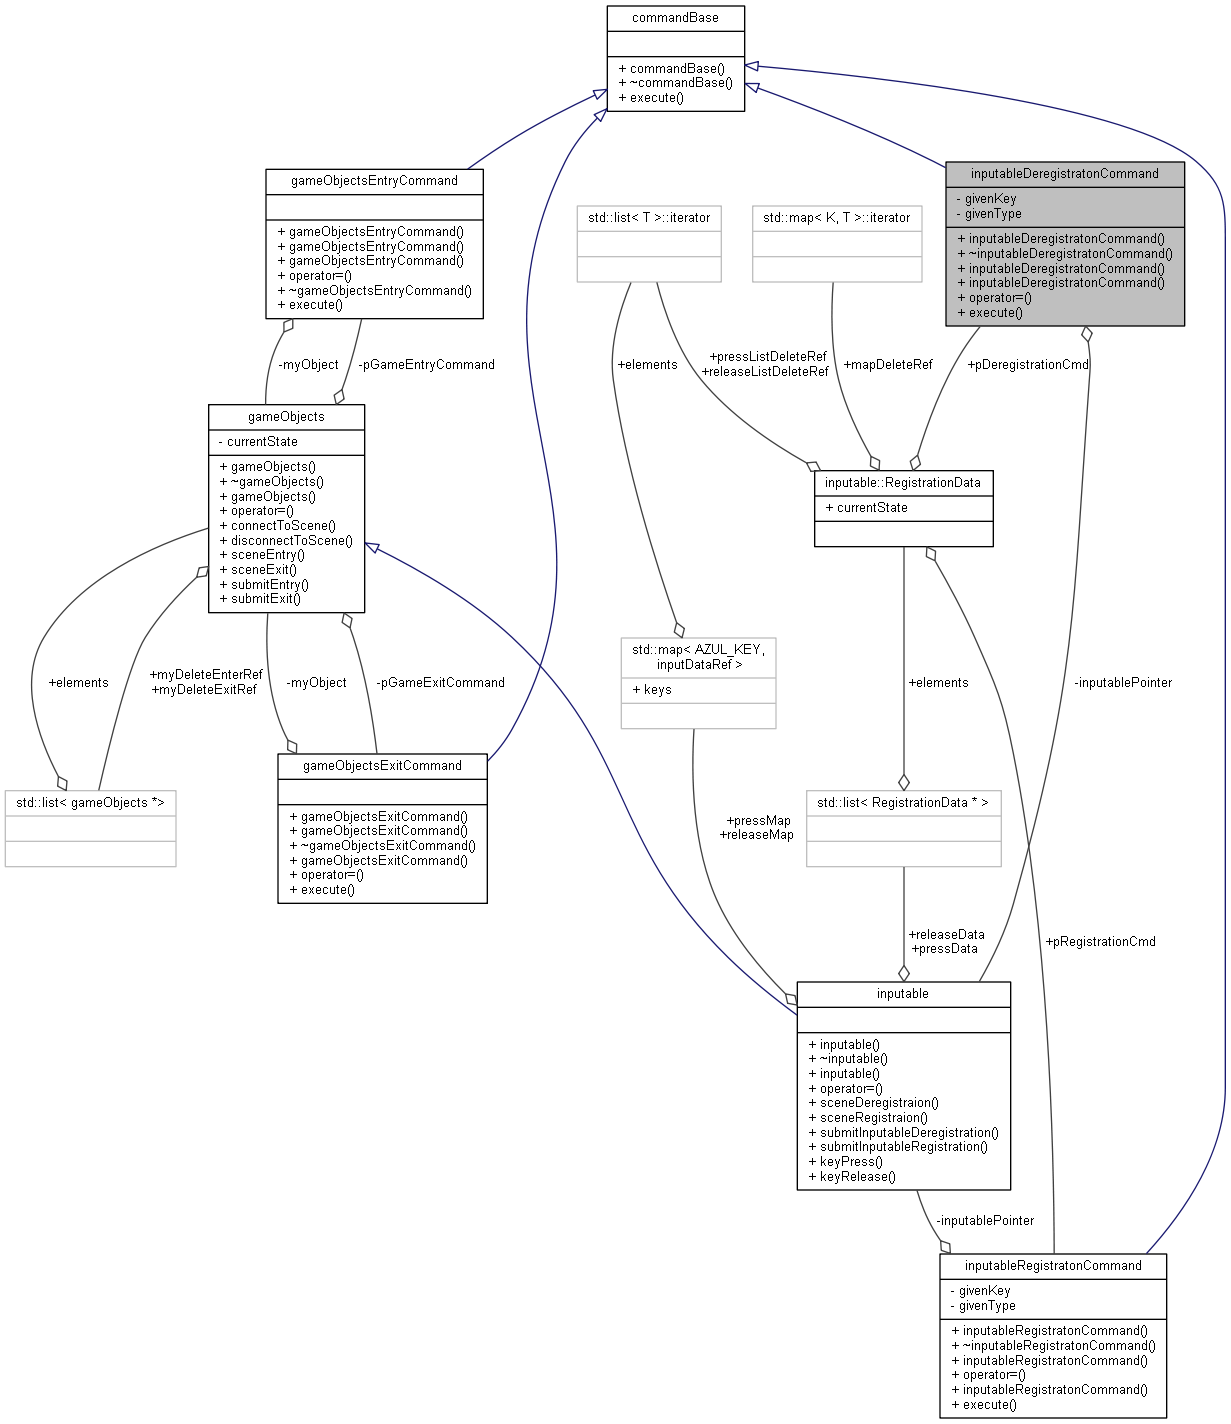 commandBase
+ commandBase()
+ ~commandBase()
+ execute()
gameObjectsEntryCommand
+ gameObjectsEntryCommand()
+ gameObjectsEntryCommand()
+ gameObjectsEntryCommand()
+ operator=()
+ ~gameObjectsEntryCommand()
+ execute()
std::list< T >::iterator
std::map< K, T >::iterator
inputableDeregistratonCommand
- givenKey
- givenType
+ inputableDeregistratonCommand()
+ ~inputableDeregistratonCommand()
+ inputableDeregistratonCommand()
+ inputableDeregistratonCommand()
+ operator=()
+ execute()
-myObject
-pGameEntryCommand
+elements
+pressListDeleteRef
+releaseListDeleteRef
+mapDeleteRef
+pDeregistrationCmd
gameObjects
- currentState
+ gameObjects()
+ ~gameObjects()
+ gameObjects()
+ operator=()
+ connectToScene()
+ disconnectToScene()
+ sceneEntry()
+ sceneExit()
+ submitEntry()
+ submitExit()
inputable::RegistrationData
+ currentState
std::map< AZUL_KEY,
inputDataRef >
+ keys
+elements
+myDeleteEnterRef
+myDeleteExitRef
-myObject
-pGameExitCommand
+elements
-inputablePointer
std::list< gameObjects *>
gameObjectsExitCommand
+ gameObjectsExitCommand()
+ gameObjectsExitCommand()
+ ~gameObjectsExitCommand()
+ gameObjectsExitCommand()
+ operator=()
+ execute()
+pressMap
+releaseMap
std::list< RegistrationData * >
+releaseData
+pressData
+pRegistrationCmd
inputable
+ inputable()
+ ~inputable()
+ inputable()
+ operator=()
+ sceneDeregistraion()
+ sceneRegistraion()
+ submitInputableDeregistration()
+ submitInputableRegistration()
+ keyPress()
+ keyRelease()
-inputablePointer
inputableRegistratonCommand
- givenKey
- givenType
+ inputableRegistratonCommand()
+ ~inputableRegistratonCommand()
+ inputableRegistratonCommand()
+ operator=()
+ inputableRegistratonCommand()
+ execute()